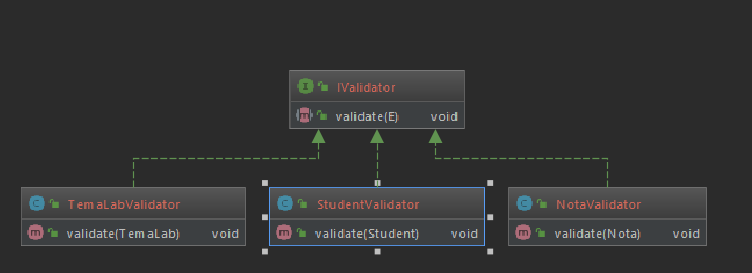 IValidator
validate(E) void
TemaLabValidator
validate(TemaLab) void
StudentValidator
validate(Student) void
NotaValidator
validate(Nota) void